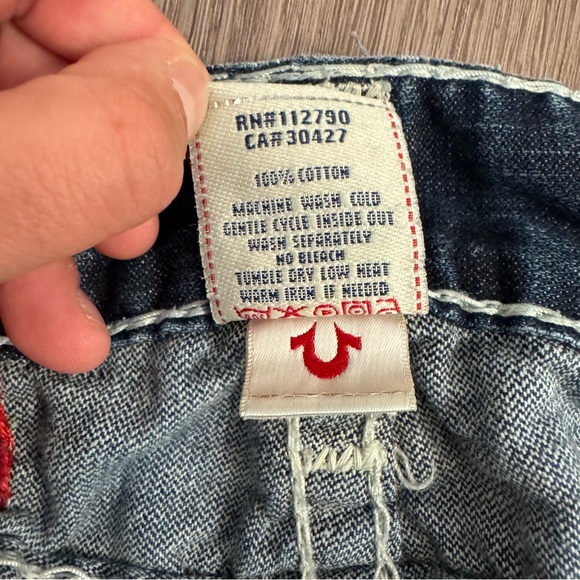 RN#112790
CA#30427
100% COTTON
MACHINE WASH COLD
GENTLE CYCLE INSIDE OUT
WASH SEPARATELY
NO BLEACH
TUMBLE DRY LOW HEAT
WARM IRON IF NEEDED